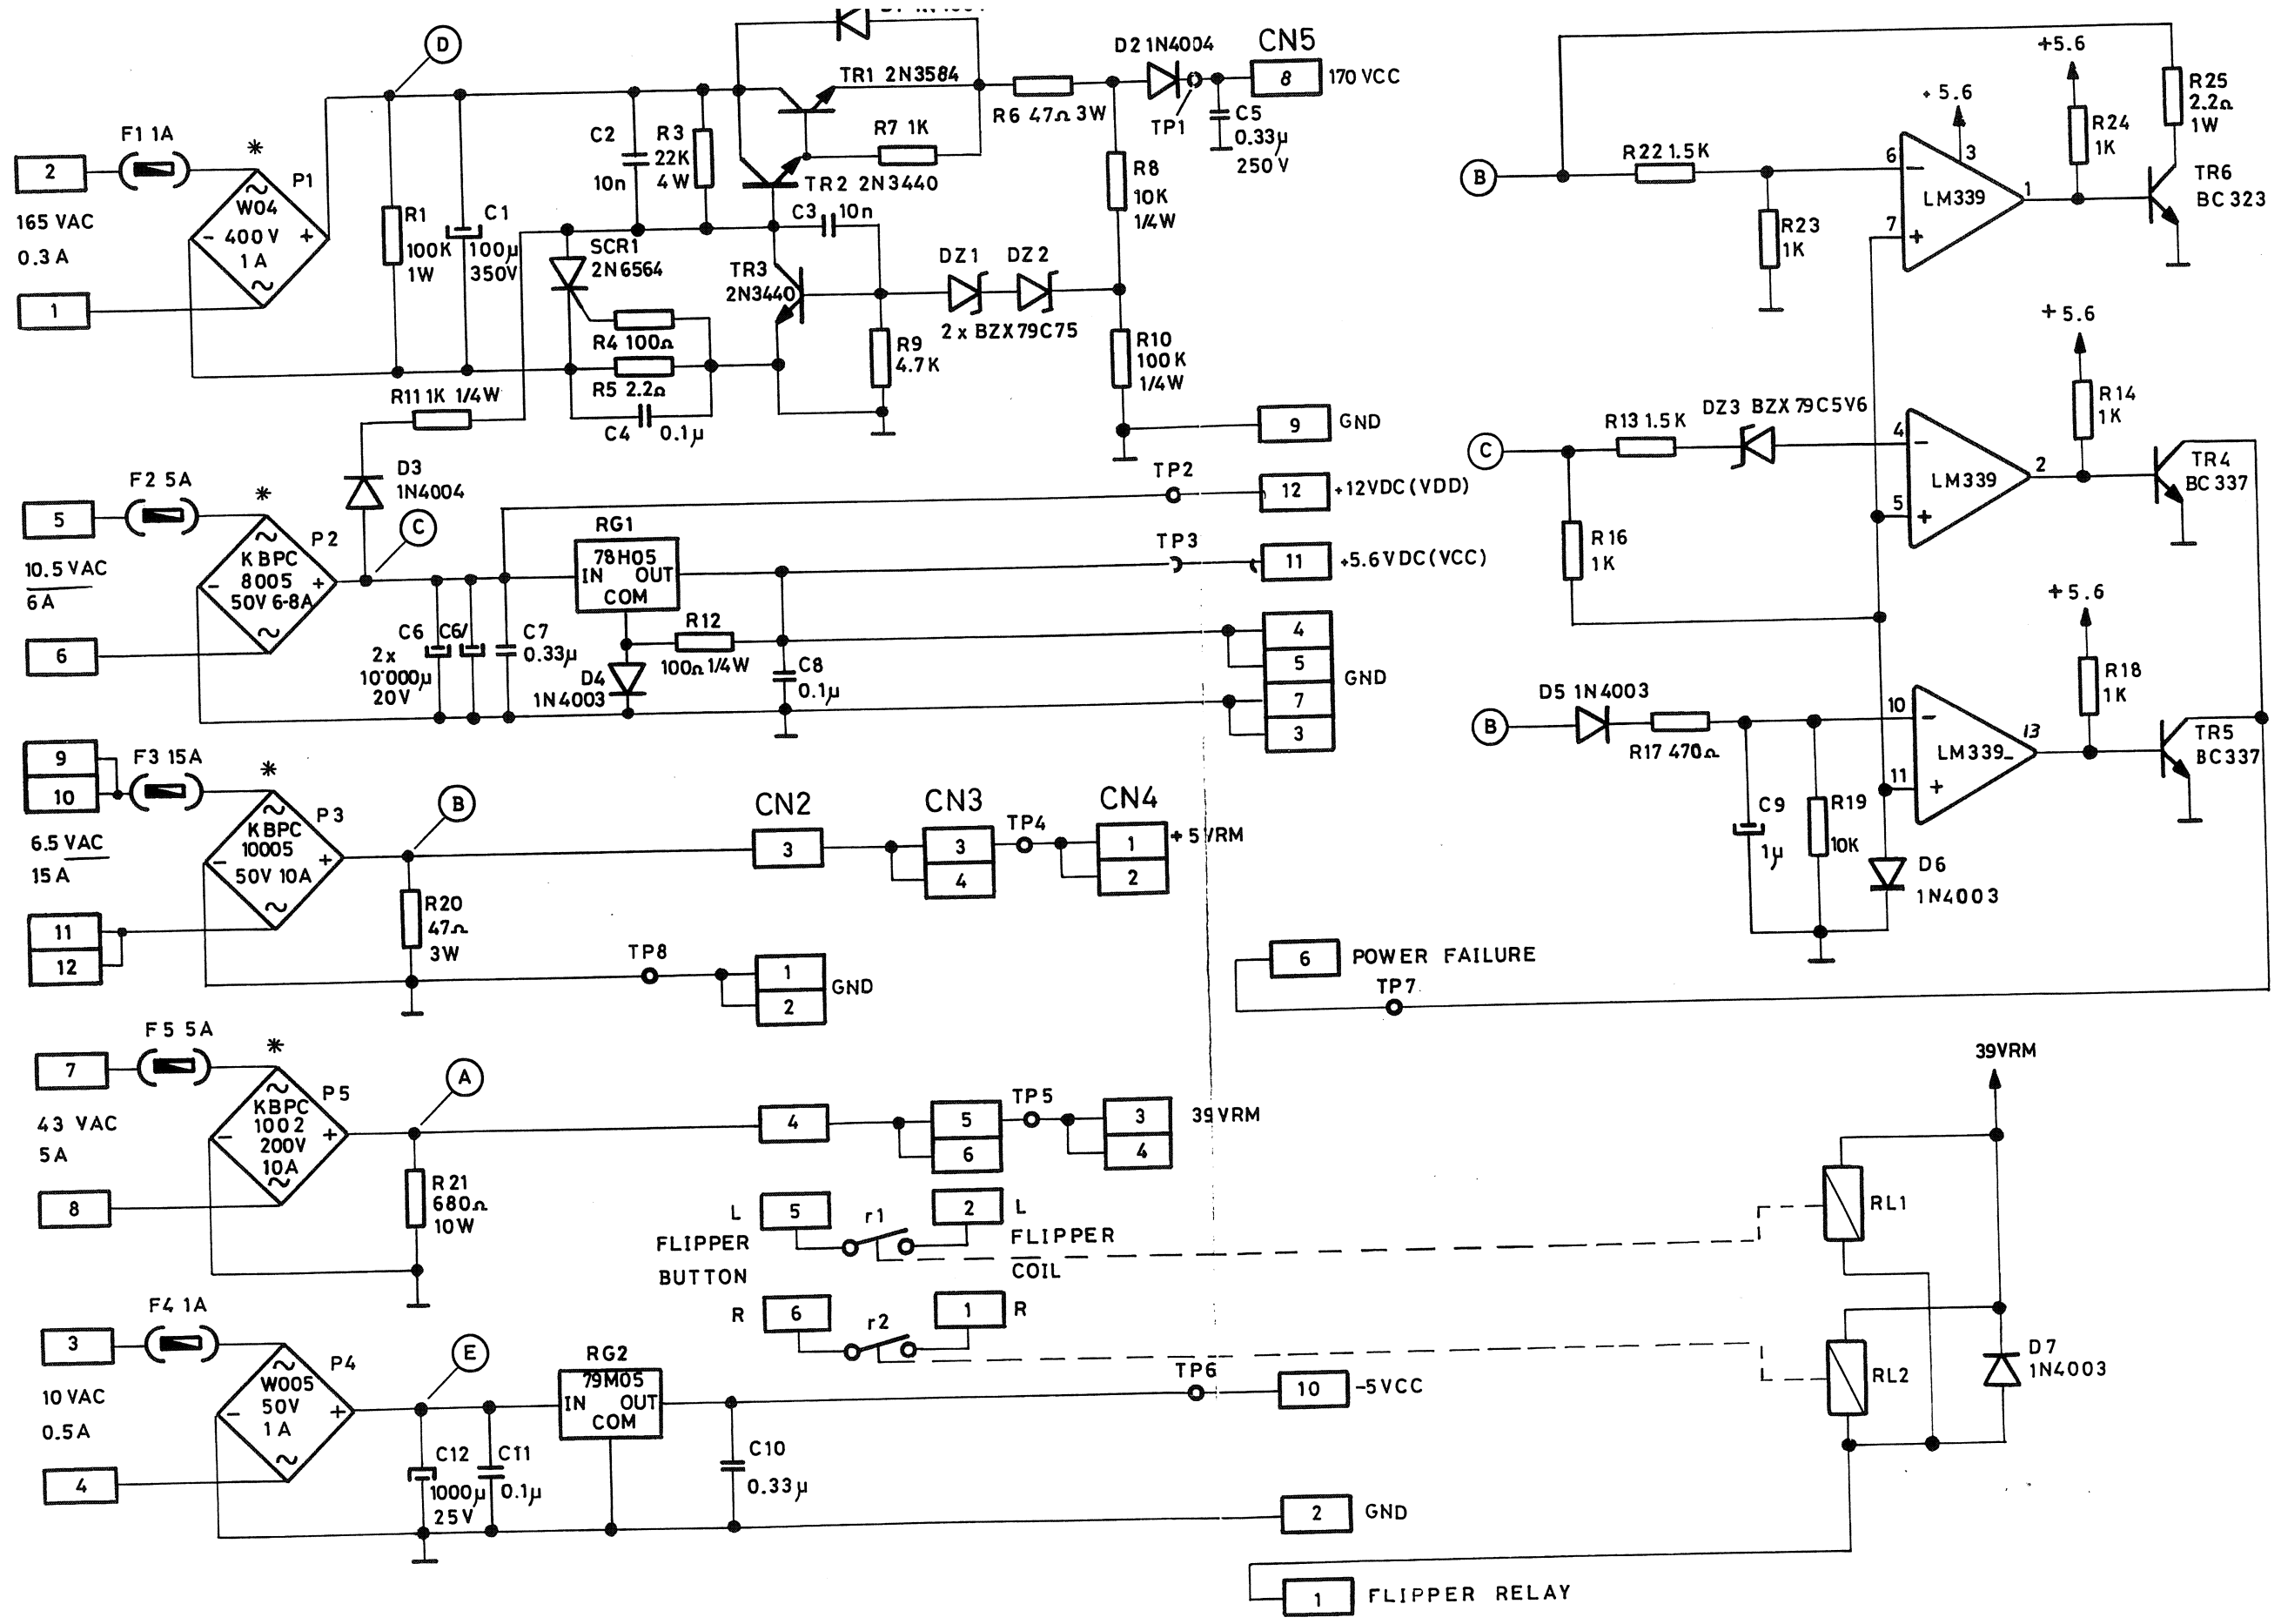 D
F1 1A
*
2
165 VAC
0.3 A
1
P1
~
W04
- 400 V +
1 A
~
R1
100K
1W
C1
100µ
350V
C2
10n
R3
22K
4W
TR1 2N3584
R7 1K
TR2 2N3440
R6 47Ω 3W
D2 1N4004
TP1
CN5
8
170 VCC
C5
0.33µ
250V
R8
10K
1/4W
C3 10n
SCR1
2N6564
TR3
2N3440
DZ1 DZ2
2 x BZX79C75
R4 100Ω
R5 2.2Ω
C4 0.1µ
R9
4.7K
R10
100K
1/4W
R11 1K 1/4W
9
GND
F2 5A
*
5
10.5 VAC
6A
6
P2
~
KBPC
8005
- +
50V 6-8A
~
D3
1N4004
C
TP2
12
+12VDC (VDD)
RG1
78H05
IN OUT
COM
TP3
11
+5.6VDC (VCC)
C6 C6/
2x
10'000µ
20V
C7
0.33µ
R12
100Ω 1/4W
D4
1N4003
C8
0.1µ
4
5
7
3
GND
9
10
F3 15A
*
6.5 VAC
15A
11
12
P3
~
KBPC
10005
- +
50V 10A
~
B
R20
47Ω
3W
CN2
3
CN3
3
4
TP4
CN4
1
2
+5VRM
TP8
1
2
GND
F5 5A
*
7
43 VAC
5A
8
P5
~
KBPC
1002
- +
200V
10A
~
A
R21
680Ω
10W
4
5
6
TP5
3
4
39VRM
L
FLIPPER
BUTTON
R
5
r1
2
L
FLIPPER
COIL
6
r2
1
R
F4 1A
3
10 VAC
0.5A
4
P4
~
W005
50V
- +
1A
~
E
C12
1000µ
25V
C11
0.1µ
RG2
79M05
IN OUT
COM
C10
0.33µ
TP6
10
-5VCC
2
GND
B
R22 1.5K
R23
1K
+5.6
6 -
3
LM339
7 +
1
+5.6
R24
1K
R25
2.2Ω
1W
TR6
BC323
C
R13 1.5K
DZ3 BZX79C5V6
R16
1K
4 -
LM339
5 +
2
+5.6
R14
1K
TR4
BC337
B
D5 1N4003
R17 470Ω
C9
1µ
R19
10K
10 -
LM339
11 +
13
+5.6
R18
1K
TR5
BC337
D6
1N4003
6
POWER FAILURE
TP7
39VRM
RL1
RL2
D7
1N4003
1
FLIPPER RELAY